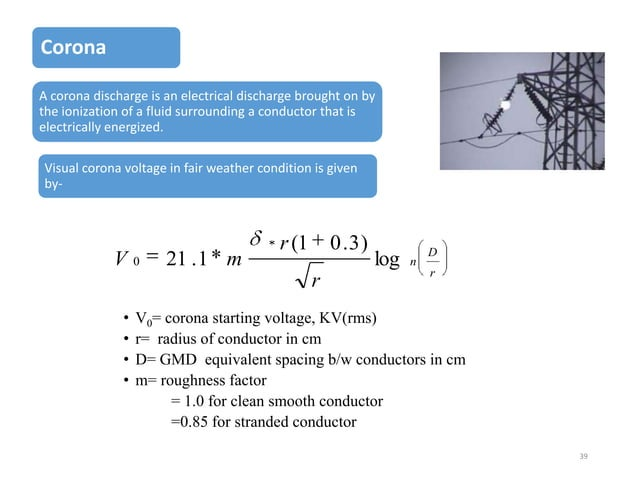 Corona
A corona discharge is an electrical discharge brought on by
the ionization of a fluid surrounding a conductor that is
electrically energized.
Visual corona voltage in fair weather condition is given
by-
V 0 = 21 .1 * m δ * r (1 + 0.3) / √r log n (D / r)
• V0= corona starting voltage, KV(rms)
• r= radius of conductor in cm
• D= GMD equivalent spacing b/w conductors in cm
• m= roughness factor
= 1.0 for clean smooth conductor
=0.85 for stranded conductor
39